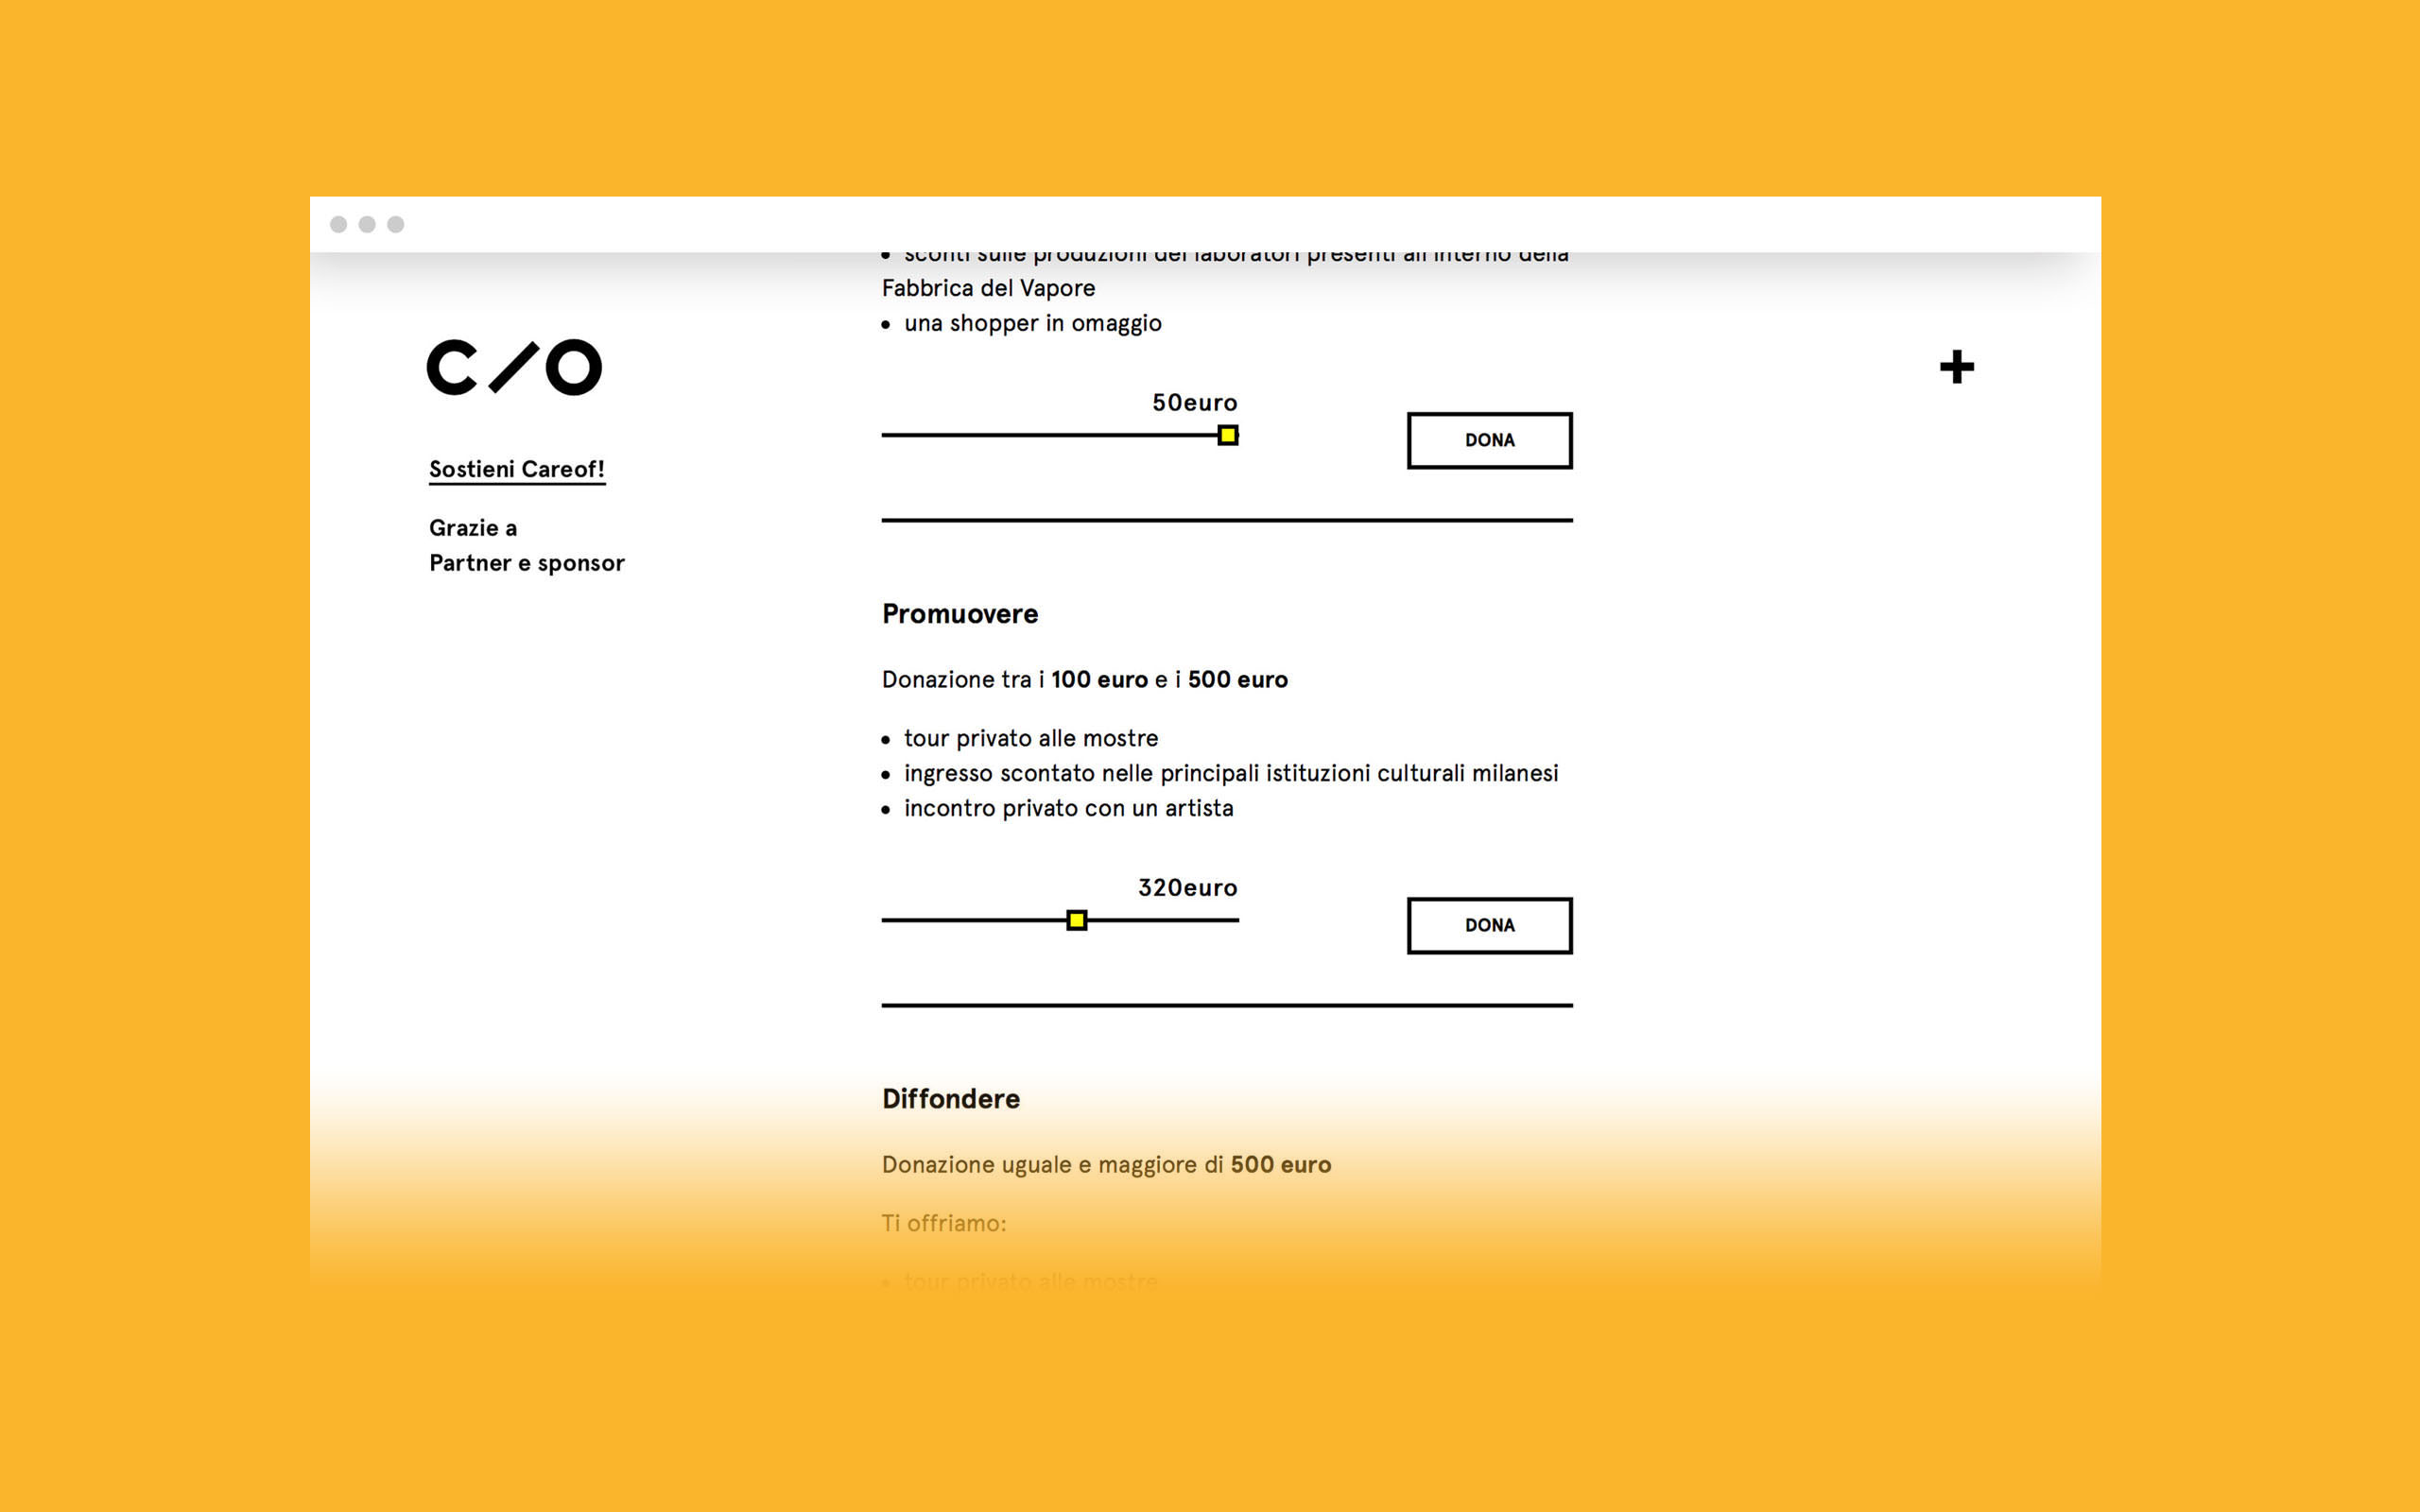 • sconti sulle produzioni dei laboratori presenti all'interno della
Fabbrica del Vapore
• una shopper in omaggio
C/O
Sostieni Careof!
Grazie a
Partner e sponsor
50euro
DONA
Promuovere
Donazione tra i 100 euro e i 500 euro
• tour privato alle mostre
• ingresso scontato nelle principali istituzioni culturali milanesi
• incontro privato con un artista
320euro
DONA
Diffondere
Donazione uguale e maggiore di 500 euro
Ti offriamo:
• tour privato alle mostre